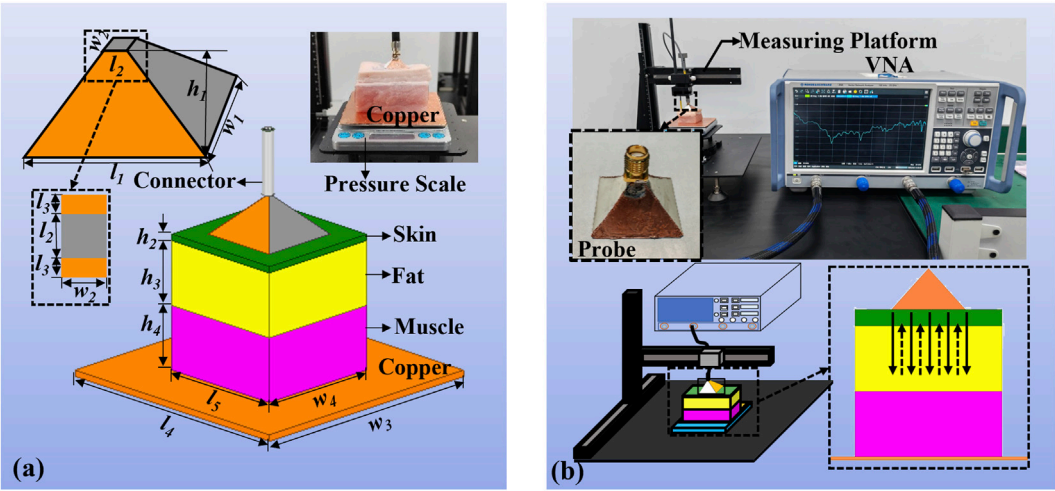 w2
l2
h1
w1
l1
Copper
Pressure Scale
Connector
l3
l2
l3
w2
h2
h3
h4
Skin
Fat
Muscle
Copper
l5
w4
l4
w3
(a)
Measuring Platform
VNA
Probe
(b)